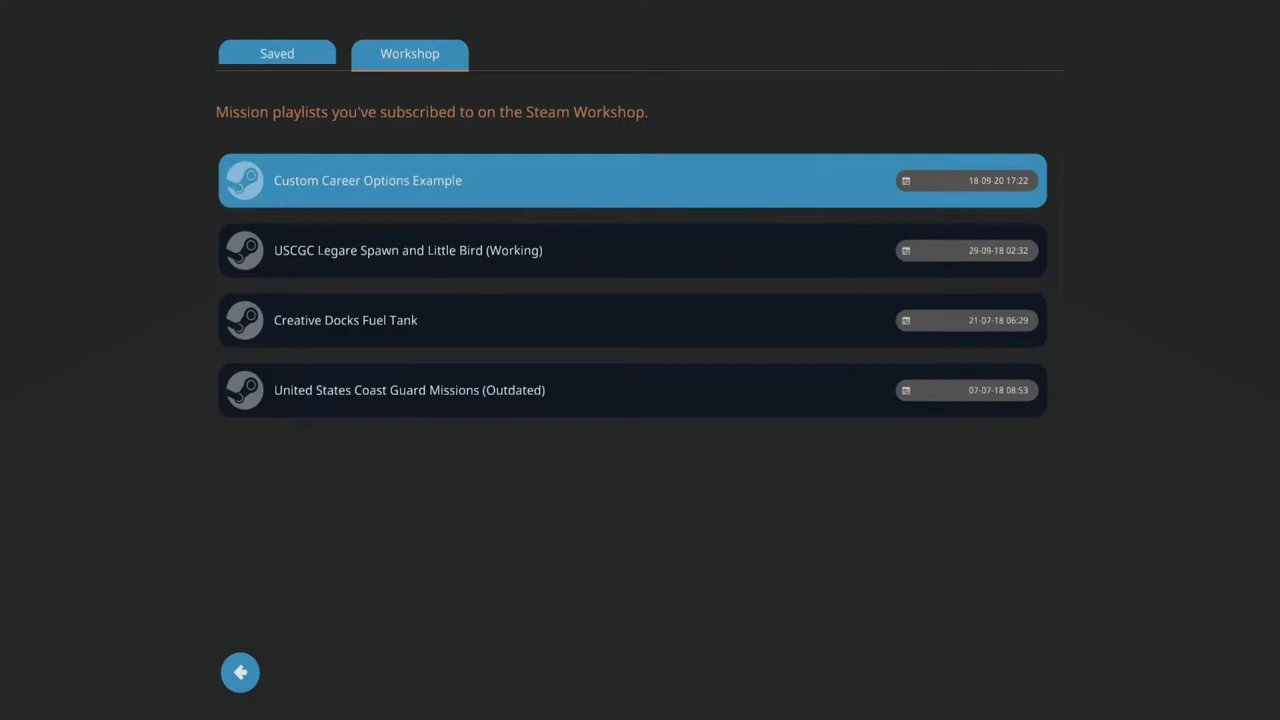 Saved
Workshop
Mission playlists you've subscribed to on the Steam Workshop.
Custom Career Options Example
18-09-20 17:22
USCGC Legare Spawn and Little Bird (Working)
29-09-18 02:32
Creative Docks Fuel Tank
21-07-18 06:29
United States Coast Guard Missions (Outdated)
07-07-18 08:53